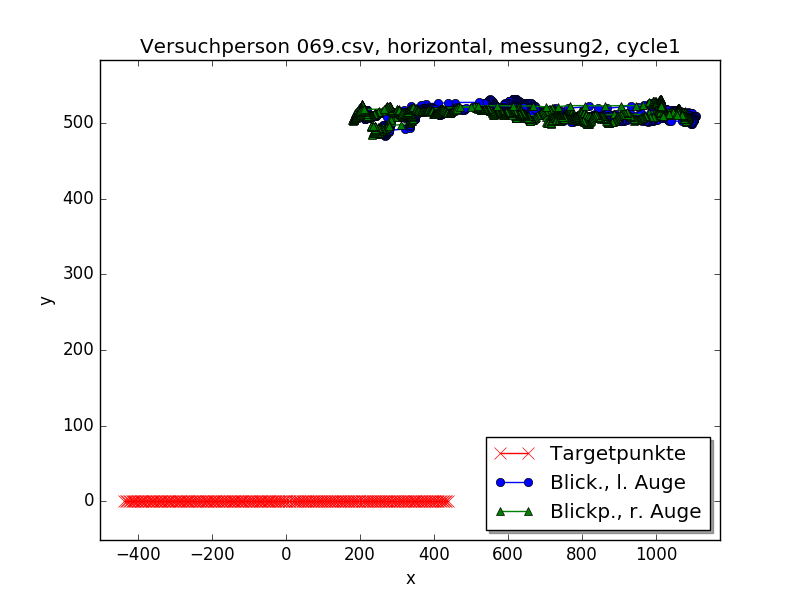 Versuchperson 069.csv, horizontal, messung2, cycle1
y
500
400
300
200
100
0
−400 −200 0 200 400 600 800 1000
x
Targetpunkte
Blick., l. Auge
Blickp., r. Auge